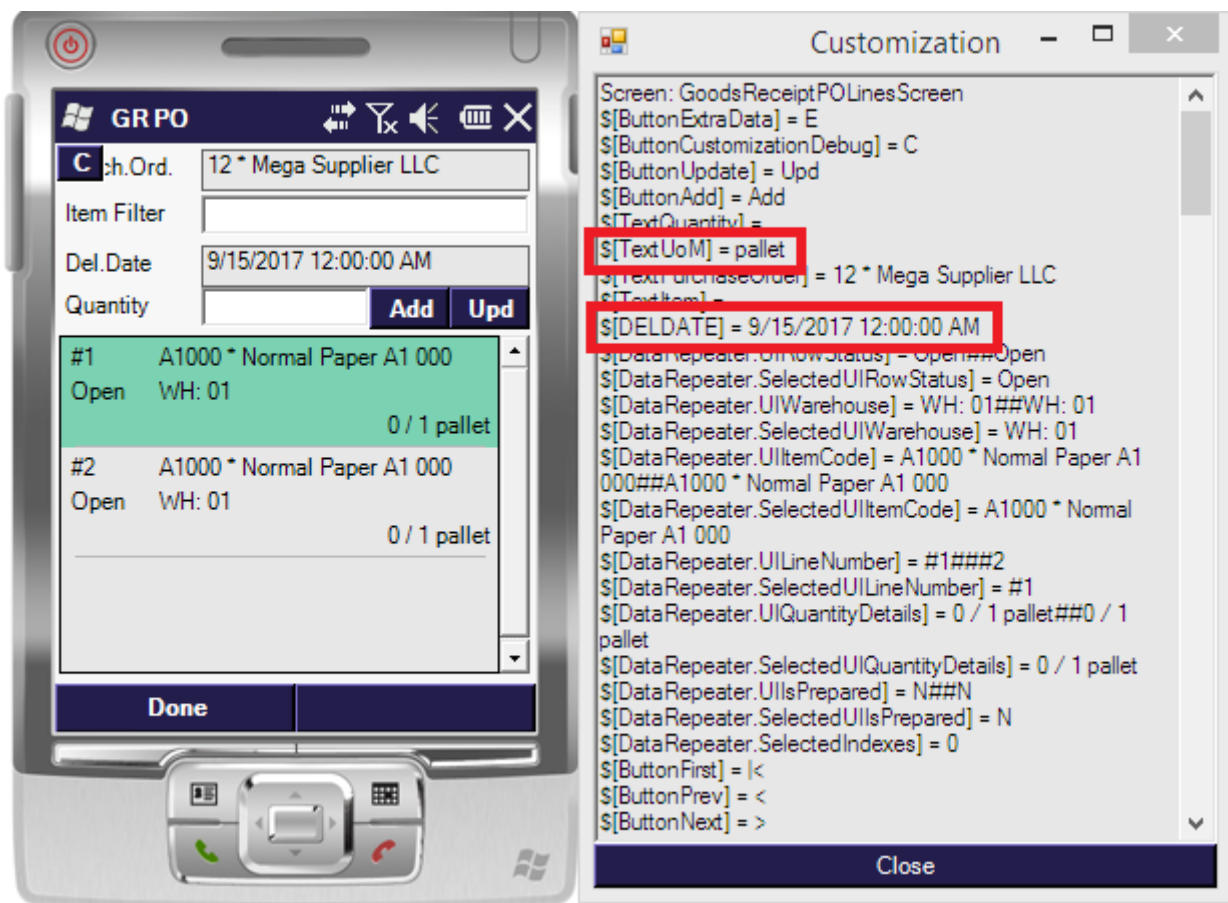 GR PO
C ch.Ord. 12 * Mega Supplier LLC
Item Filter
Del.Date 9/15/2017 12:00:00 AM
Quantity Add Upd
#1 A1000 * Normal Paper A1 000
Open WH: 01
0 / 1 pallet
#2 A1000 * Normal Paper A1 000
Open WH: 01
0 / 1 pallet
Done
Customization
Screen: GoodsReceiptPOLinesScreen
$[ButtonExtraData] = E
$[ButtonCustomizationDebug] = C
$[ButtonUpdate] = Upd
$[ButtonAdd] = Add
$[TextQuantity] =
$[TextUoM] = pallet
$[TextPurchaseOrder] = 12 * Mega Supplier LLC
$[TextItem] =
$[DELDATE] = 9/15/2017 12:00:00 AM
$[DataRepeater.UIRowStatus] = Open##Open
$[DataRepeater.SelectedUIRowStatus] = Open
$[DataRepeater.UIWarehouse] = WH: 01##WH: 01
$[DataRepeater.SelectedUIWarehouse] = WH: 01
$[DataRepeater.UIItemCode] = A1000 * Normal Paper A1
000##A1000 * Normal Paper A1 000
$[DataRepeater.SelectedUIItemCode] = A1000 * Normal
Paper A1 000
$[DataRepeater.UILineNumber] = #1###2
$[DataRepeater.SelectedUILineNumber] = #1
$[DataRepeater.UIQuantityDetails] = 0 / 1 pallet##0 / 1
pallet
$[DataRepeater.SelectedUIQuantityDetails] = 0 / 1 pallet
$[DataRepeater.UIIsPrepared] = N##N
$[DataRepeater.SelectedUIIsPrepared] = N
$[DataRepeater.SelectedIndexes] = 0
$[ButtonFirst] = |<
$[ButtonPrev] = <
$[ButtonNext] = >
Close